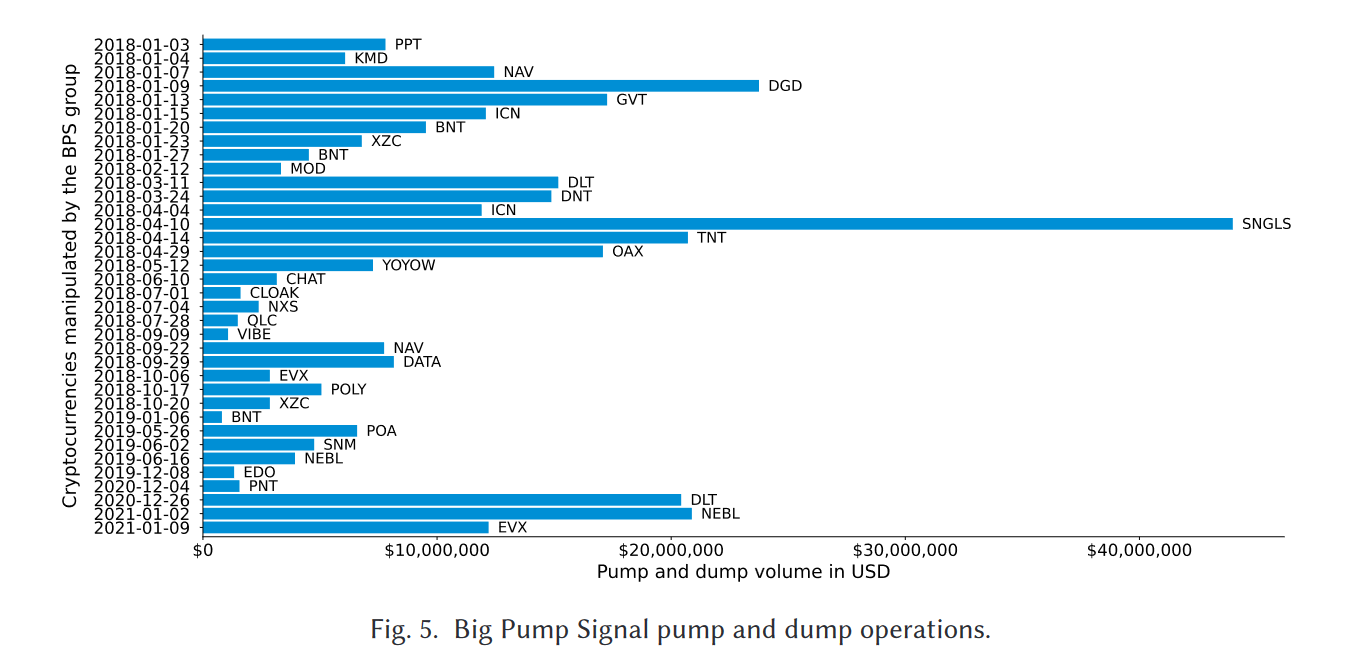 Cryptocurrencies manipulated by the BPS group
2018-01-03 PPT
2018-01-04 KMD
2018-01-07 NAV
2018-01-09 DGD
2018-01-13 GVT
2018-01-15 ICN
2018-01-20 BNT
2018-01-23 XZC
2018-01-27 BNT
2018-02-12 MOD
2018-03-11 DLT
2018-03-24 DNT
2018-04-04 ICN
2018-04-10 SNGLS
2018-04-14 TNT
2018-04-29 OAX
2018-05-12 YOYOW
2018-06-10 CHAT
2018-07-01 CLOAK
2018-07-04 NXS
2018-07-28 QLC
2018-09-09 VIBE
2018-09-22 NAV
2018-09-29 DATA
2018-10-06 EVX
2018-10-17 POLY
2018-10-20 XZC
2019-01-06 BNT
2019-05-26 POA
2019-06-02 SNM
2019-06-16 NEBL
2019-12-08 EDO
2020-12-04 PNT
2020-12-26 DLT
2021-01-02 NEBL
2021-01-09 EVX
$0 $10,000,000 $20,000,000 $30,000,000 $40,000,000
Pump and dump volume in USD
Fig. 5. Big Pump Signal pump and dump operations.